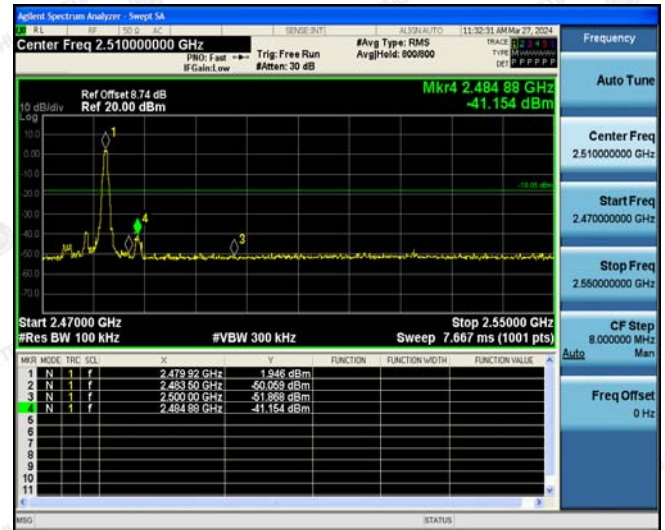 Agilent Spectrum Analyzer - Swept SA
RL RF 50 Ω AC SENSE:INT ALIGNAUTO 11:32:31 AM Mar 27, 2024
Center Freq 2.510000000 GHz
PNO: Fast
IFGain:Low
Trig: Free Run
#Atten: 30 dB
#Avg Type: RMS
Avg|Hold: 800/800
TRACE 1 2 3 4 5 6
TYPE
DET P P P P P P
Ref Offset 8.74 dB
10 dB/div Ref 20.00 dBm
Log
Mkr4 2.484 88 GHz
-41.154 dBm
10.0
0.00
-10.0
-20.0
-30.0
-40.0
-50.0
-60.0
-70.0
1
4
3
-18.05 dBm
Start 2.47000 GHz Stop 2.55000 GHz
#Res BW 100 kHz #VBW 300 kHz Sweep 7.667 ms (1001 pts)
MKR MODE TRC SCL X Y FUNCTION FUNCTION WIDTH FUNCTION VALUE
1 N 1 f 2.479 92 GHz 1.946 dBm
2 N 1 f 2.483 50 GHz -50.059 dBm
3 N 1 f 2.500 00 GHz -51.868 dBm
4 N 1 f 2.484 88 GHz -41.154 dBm
5
6
7
8
9
10
11
MSG STATUS
Frequency
Auto Tune
Center Freq
2.510000000 GHz
Start Freq
2.470000000 GHz
Stop Freq
2.550000000 GHz
CF Step
8.000000 MHz
Auto Man
Freq Offset
0 Hz